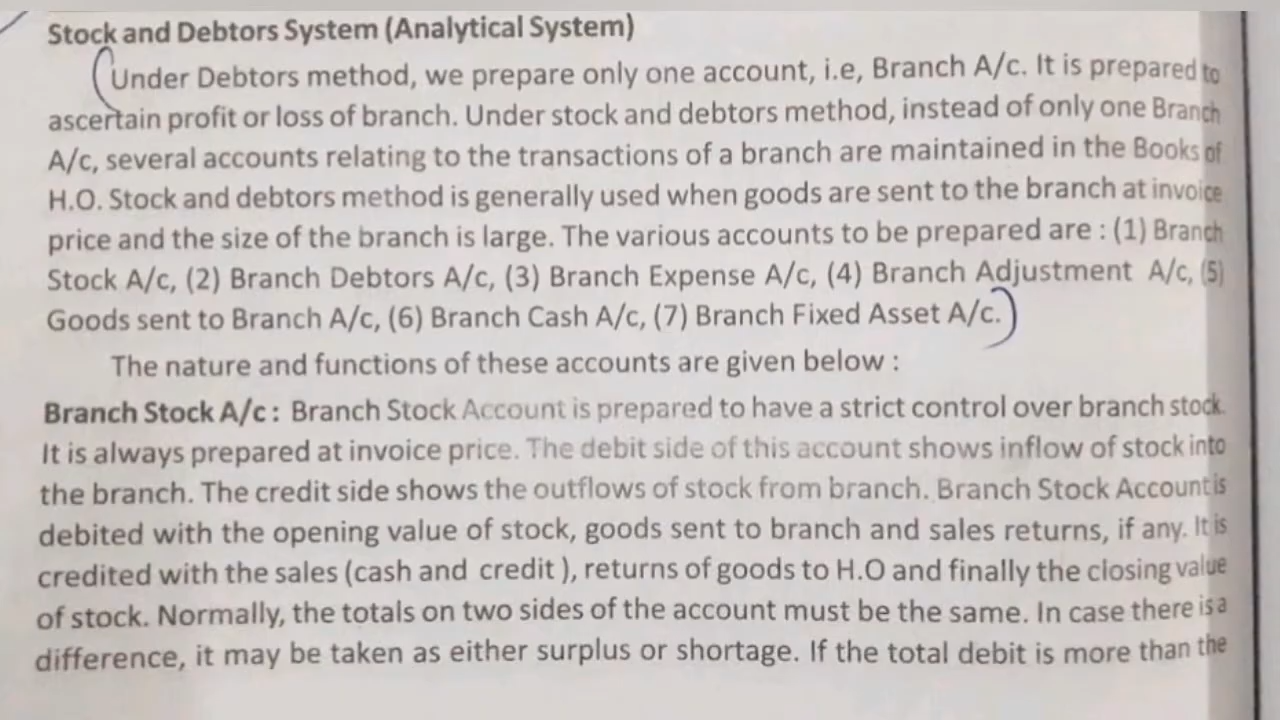 Stock and Debtors System (Analytical System)
Under Debtors method, we prepare only one account, i.e, Branch A/c. It is prepared to
ascertain profit or loss of branch. Under stock and debtors method, instead of only one Branch
A/c, several accounts relating to the transactions of a branch are maintained in the Books of
H.O. Stock and debtors method is generally used when goods are sent to the branch at invoice
price and the size of the branch is large. The various accounts to be prepared are : (1) Branch
Stock A/c, (2) Branch Debtors A/c, (3) Branch Expense A/c, (4) Branch Adjustment A/c, (5)
Goods sent to Branch A/c, (6) Branch Cash A/c, (7) Branch Fixed Asset A/c.
The nature and functions of these accounts are given below :
Branch Stock A/c : Branch Stock Account is prepared to have a strict control over branch stock.
It is always prepared at invoice price. The debit side of this account shows inflow of stock into
the branch. The credit side shows the outflows of stock from branch. Branch Stock Account is
debited with the opening value of stock, goods sent to branch and sales returns, if any. It is
credited with the sales (cash and credit ), returns of goods to H.O and finally the closing value
of stock. Normally, the totals on two sides of the account must be the same. In case there is a
difference, it may be taken as either surplus or shortage. If the total debit is more than the